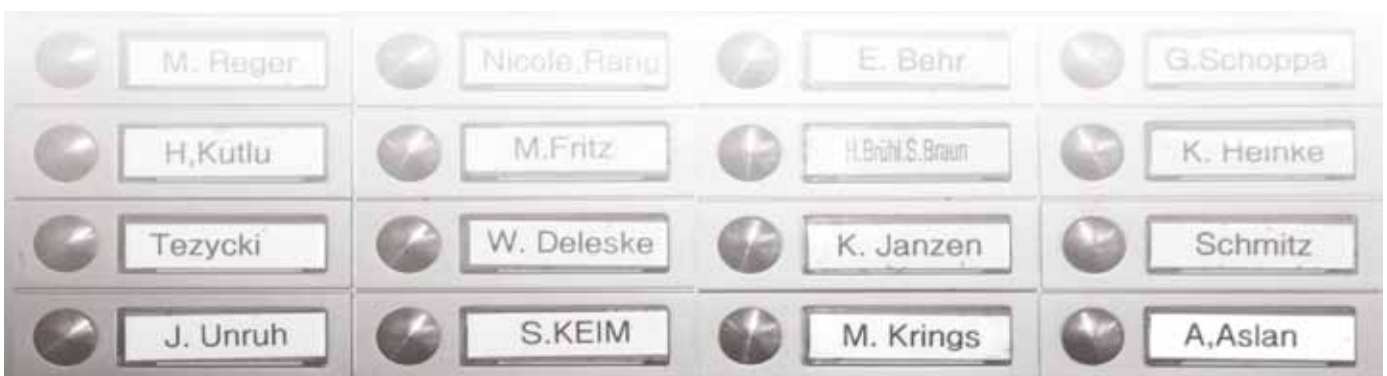 M. Reger
Nicole,Rang
E. Behr
G.Schoppa
H,Kutlu
M.Fritz
H.Brühl.S.Braun
K. Heinke
Tezycki
W. Deleske
K. Janzen
Schmitz
J. Unruh
S.KEIM
M. Krings
A,Aslan